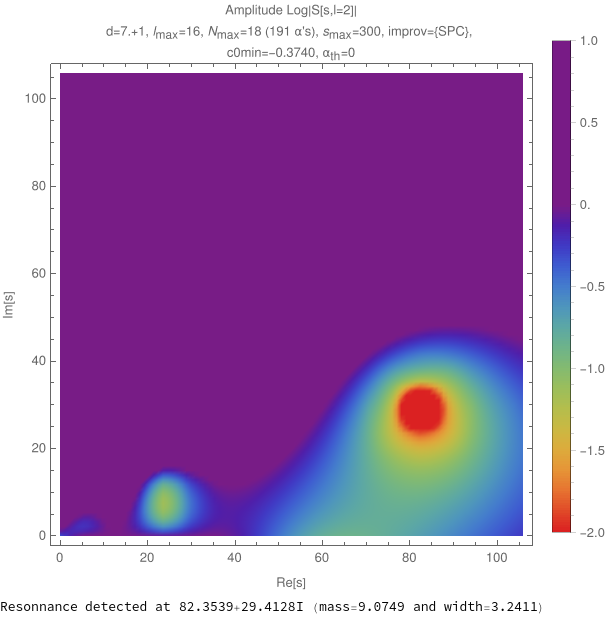 Amplitude Log|S[s,l=2]|
d=7.+1, lmax=16, Nmax=18 (191 α's), smax=300, improv={SPC},
c0min=−0.3740, αth=0
100
80
60
40
20
0
Im[s]
0 20 40 60 80 100
Re[s]
1.0
0.5
0.
−0.5
−1.0
−1.5
−2.0
Resonnance detected at 82.3539+29.4128I (mass=9.0749 and width=3.2411)